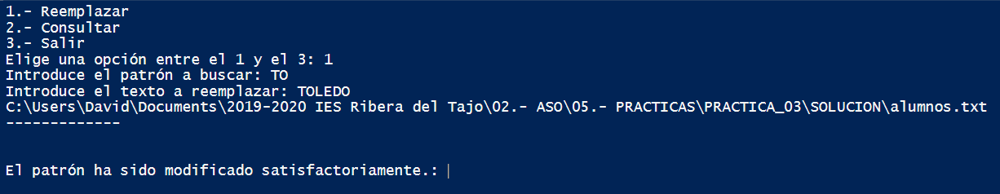 1.- Reemplazar
2.- Consultar
3.- Salir
Elige una opción entre el 1 y el 3: 1
Introduce el patrón a buscar: TO
Introduce el texto a reemplazar: TOLEDO
C:\Users\David\Documents\2019-2020 IES Ribera del Tajo\02.- ASO\05.- PRACTICAS\PRACTICA_03\SOLUCION\alumnos.txt
-------------
El patrón ha sido modificado satisfactoriamente.: